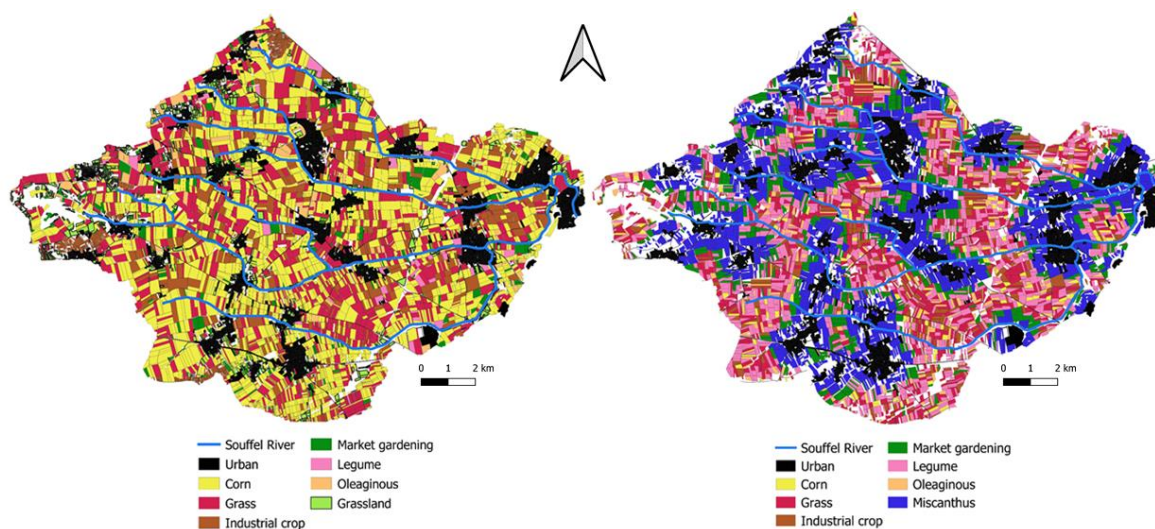 0 1 2 km
0 1 2 km
Souffel River
Urban
Corn
Grass
Industrial crop
Market gardening
Legume
Oleaginous
Grassland
Souffel River
Urban
Corn
Grass
Industrial crop
Market gardening
Legume
Oleaginous
Miscanthus